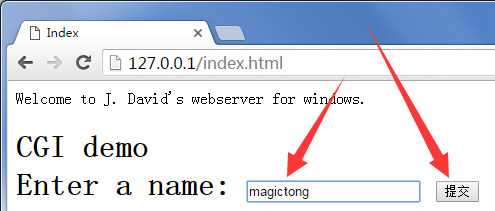 Index
127.0.0.1/index.html
Welcome to J. David's webserver for windows.
CGI demo
Enter a name: magictong 提交